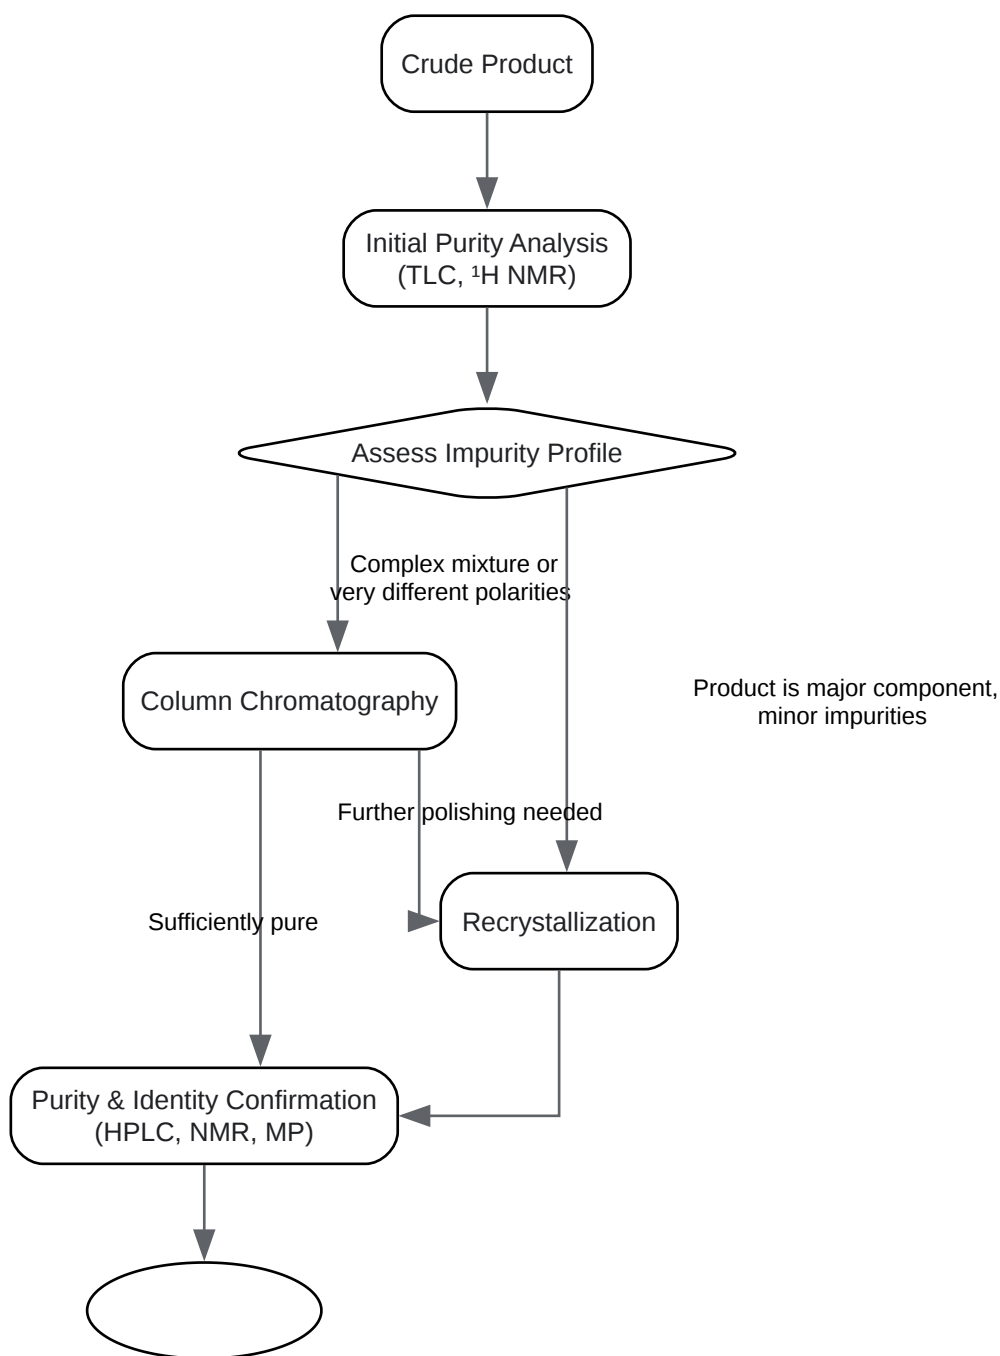 Crude Product
Initial Purity Analysis
(TLC, ¹H NMR)
Assess Impurity Profile
Complex mixture or
very different polarities
Column Chromatography
Product is major component,
minor impurities
Further polishing needed
Sufficiently pure
Recrystallization
Purity & Identity Confirmation
(HPLC, NMR, MP)